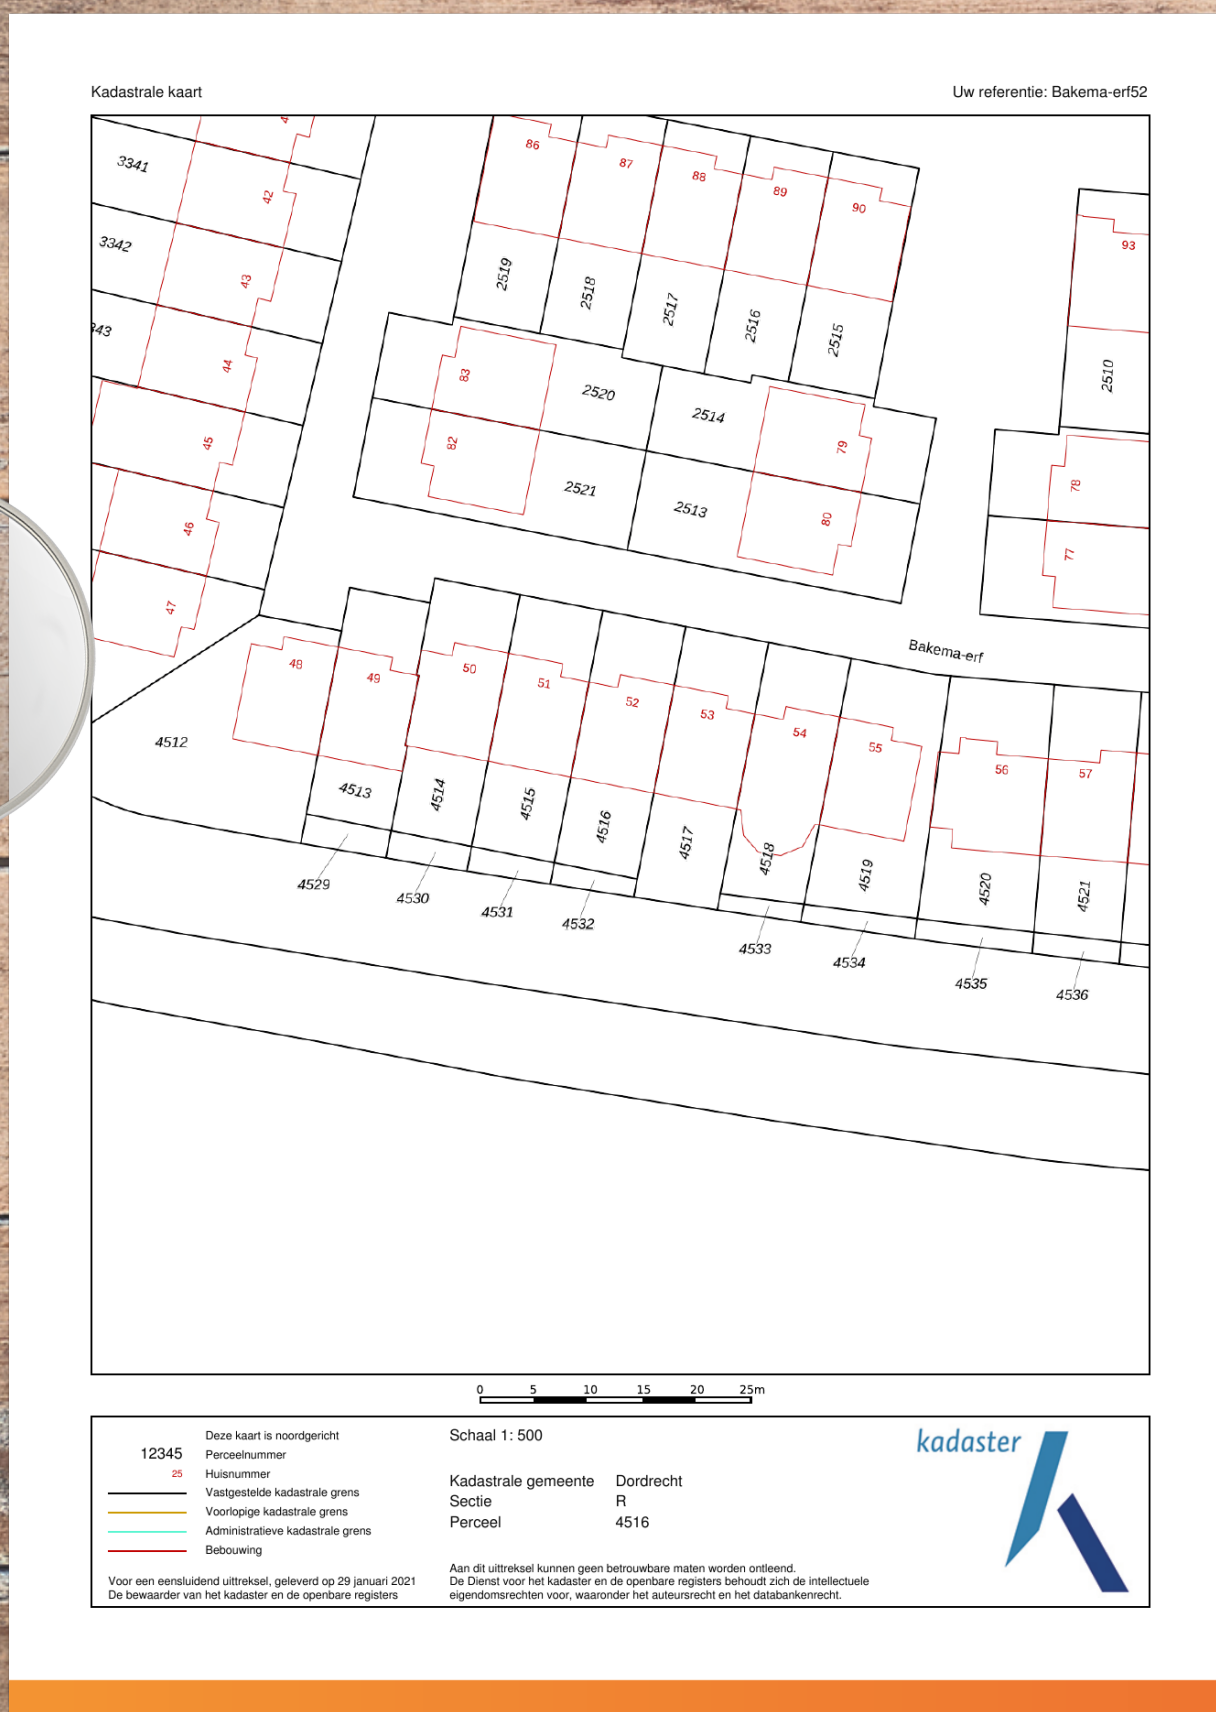 Kadastrale kaart
Uw referentie: Bakema-erf52
3341
42
86
87
88
89
90
93
3342
43
2519
2518
2517
2516
2515
2510
44
83
2520
2514
79
45
82
2521
2513
80
78
46
77
47
Bakema-erf
48
49
50
51
52
53
54
55
56
57
4512
4513
4514
4515
4516
4517
4518
4519
4520
4521
4529
4530
4531
4532
4533
4534
4535
4536
0 5 10 15 20 25m
Deze kaart is noordgericht
12345 Perceelnummer
25 Huisnummer
Vastgestelde kadastrale grens
Voorlopige kadastrale grens
Administratieve kadastrale grens
Bebouwing
Voor een eensluidend uittreksel, geleverd op 29 januari 2021
De bewaarder van het kadaster en de openbare registers
Schaal 1: 500
Kadastrale gemeente Dordrecht
Sectie R
Perceel 4516
Aan dit uittreksel kunnen geen betrouwbare maten worden ontleend.
De Dienst voor het kadaster en de openbare registers behoudt zich de intellectuele
eigendomsrechten voor, waaronder het auteursrecht en het databankenrecht.
kadaster